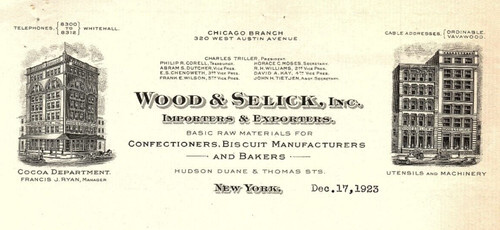 CHICAGO BRANCH
320 WEST AUSTIN AVENUE
TELEPHONES, { 8300 TO 8318 } WHITEHALL.
CABLE ADDRESSES, { ORDINABLE. VAVAWOOD.
CHARLES TRILLER, PRESIDENT
PHILIP R. CORELL, TREASURER. HORACE C. MOSES, SECRETARY.
ABRAM S. DUTCHER, VICE PRES. R. H. WILLIAMS, 2ND VICE PRES.
E. S. CHENOWETH, 3RD VICE PRES. DAVID A. KAY, 4TH VICE PRES.
FRANK E. WILSON, 5TH VICE PRES. JOHN H. TIETJEN, ASST. SECRETARY.
WOOD & SELICK, INC.
IMPORTERS & EXPORTERS.
BASIC RAW MATERIALS FOR
CONFECTIONERS, BISCUIT MANUFACTURERS
AND BAKERS
HUDSON DUANE & THOMAS STS.
COCOA DEPARTMENT.
FRANCIS J. RYAN, MANAGER
UTENSILS AND MACHINERY
NEW YORK, Dec. 17, 1923